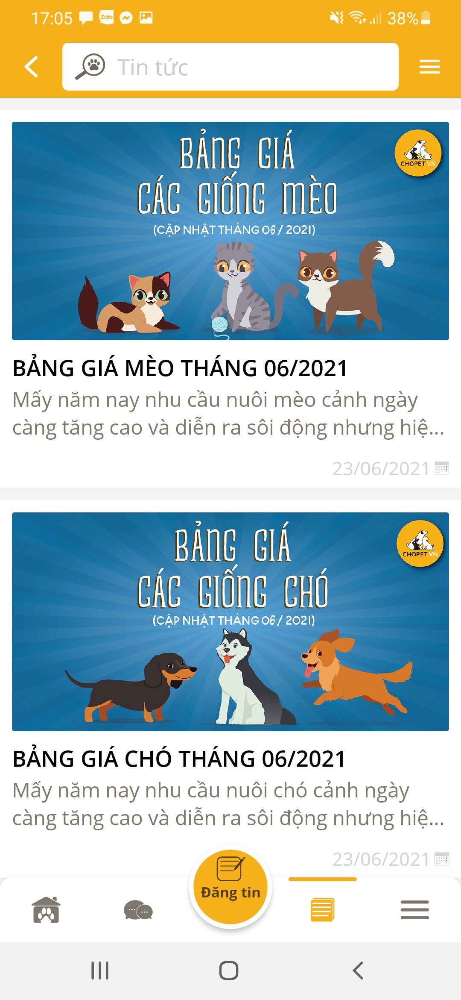 17:05
Zalo
38%
Tin tức
BẢNG GIÁ
CÁC GIỐNG MÈO
(CẬP NHẬT THÁNG 06 / 2021)
CHOPET.VN
BẢNG GIÁ MÈO THÁNG 06/2021
Mấy năm nay nhu cầu nuôi mèo cảnh ngày
càng tăng cao và diễn ra sôi động nhưng hiệ...
23/06/2021
BẢNG GIÁ
CÁC GIỐNG CHÓ
(CẬP NHẬT THÁNG 06 / 2021)
CHOPET.VN
BẢNG GIÁ CHÓ THÁNG 06/2021
Mấy năm nay nhu cầu nuôi chó cảnh ngày
càng tăng cao và diễn ra sôi động nhưng hiệ...
23/06/2021
Đăng tin